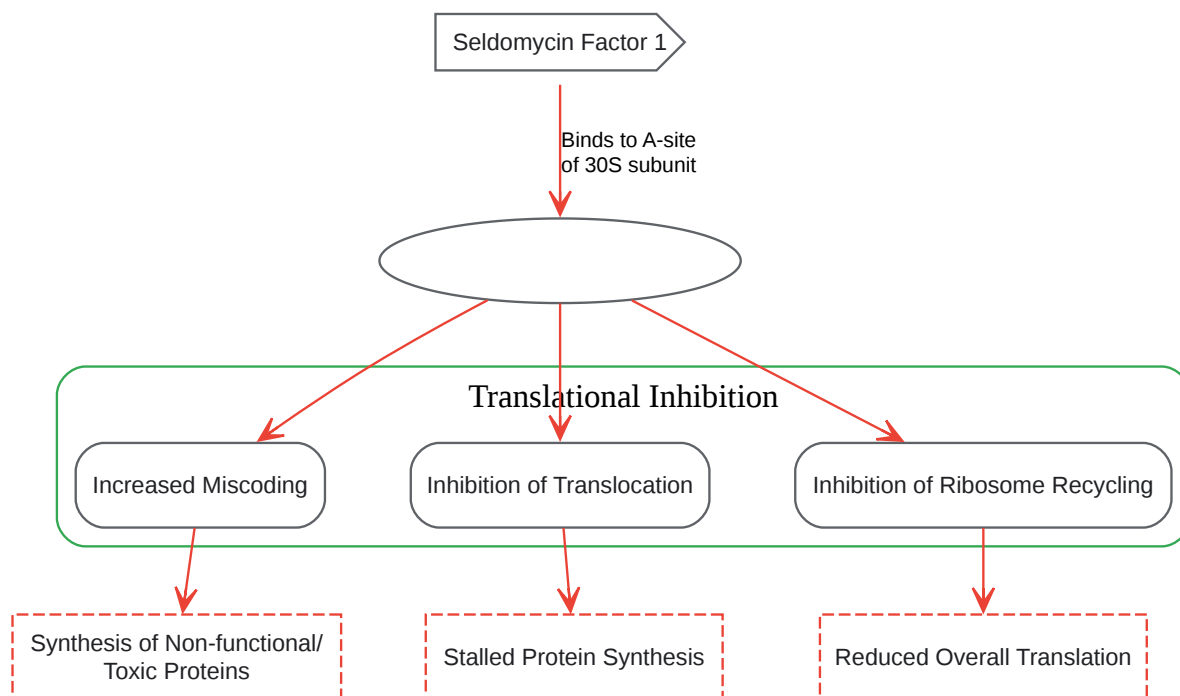 Seldomycin Factor 1
Binds to A-site
of 30S subunit
Translational Inhibition
Increased Miscoding
Inhibition of Translocation
Inhibition of Ribosome Recycling
Synthesis of Non-functional/
Toxic Proteins
Stalled Protein Synthesis
Reduced Overall Translation